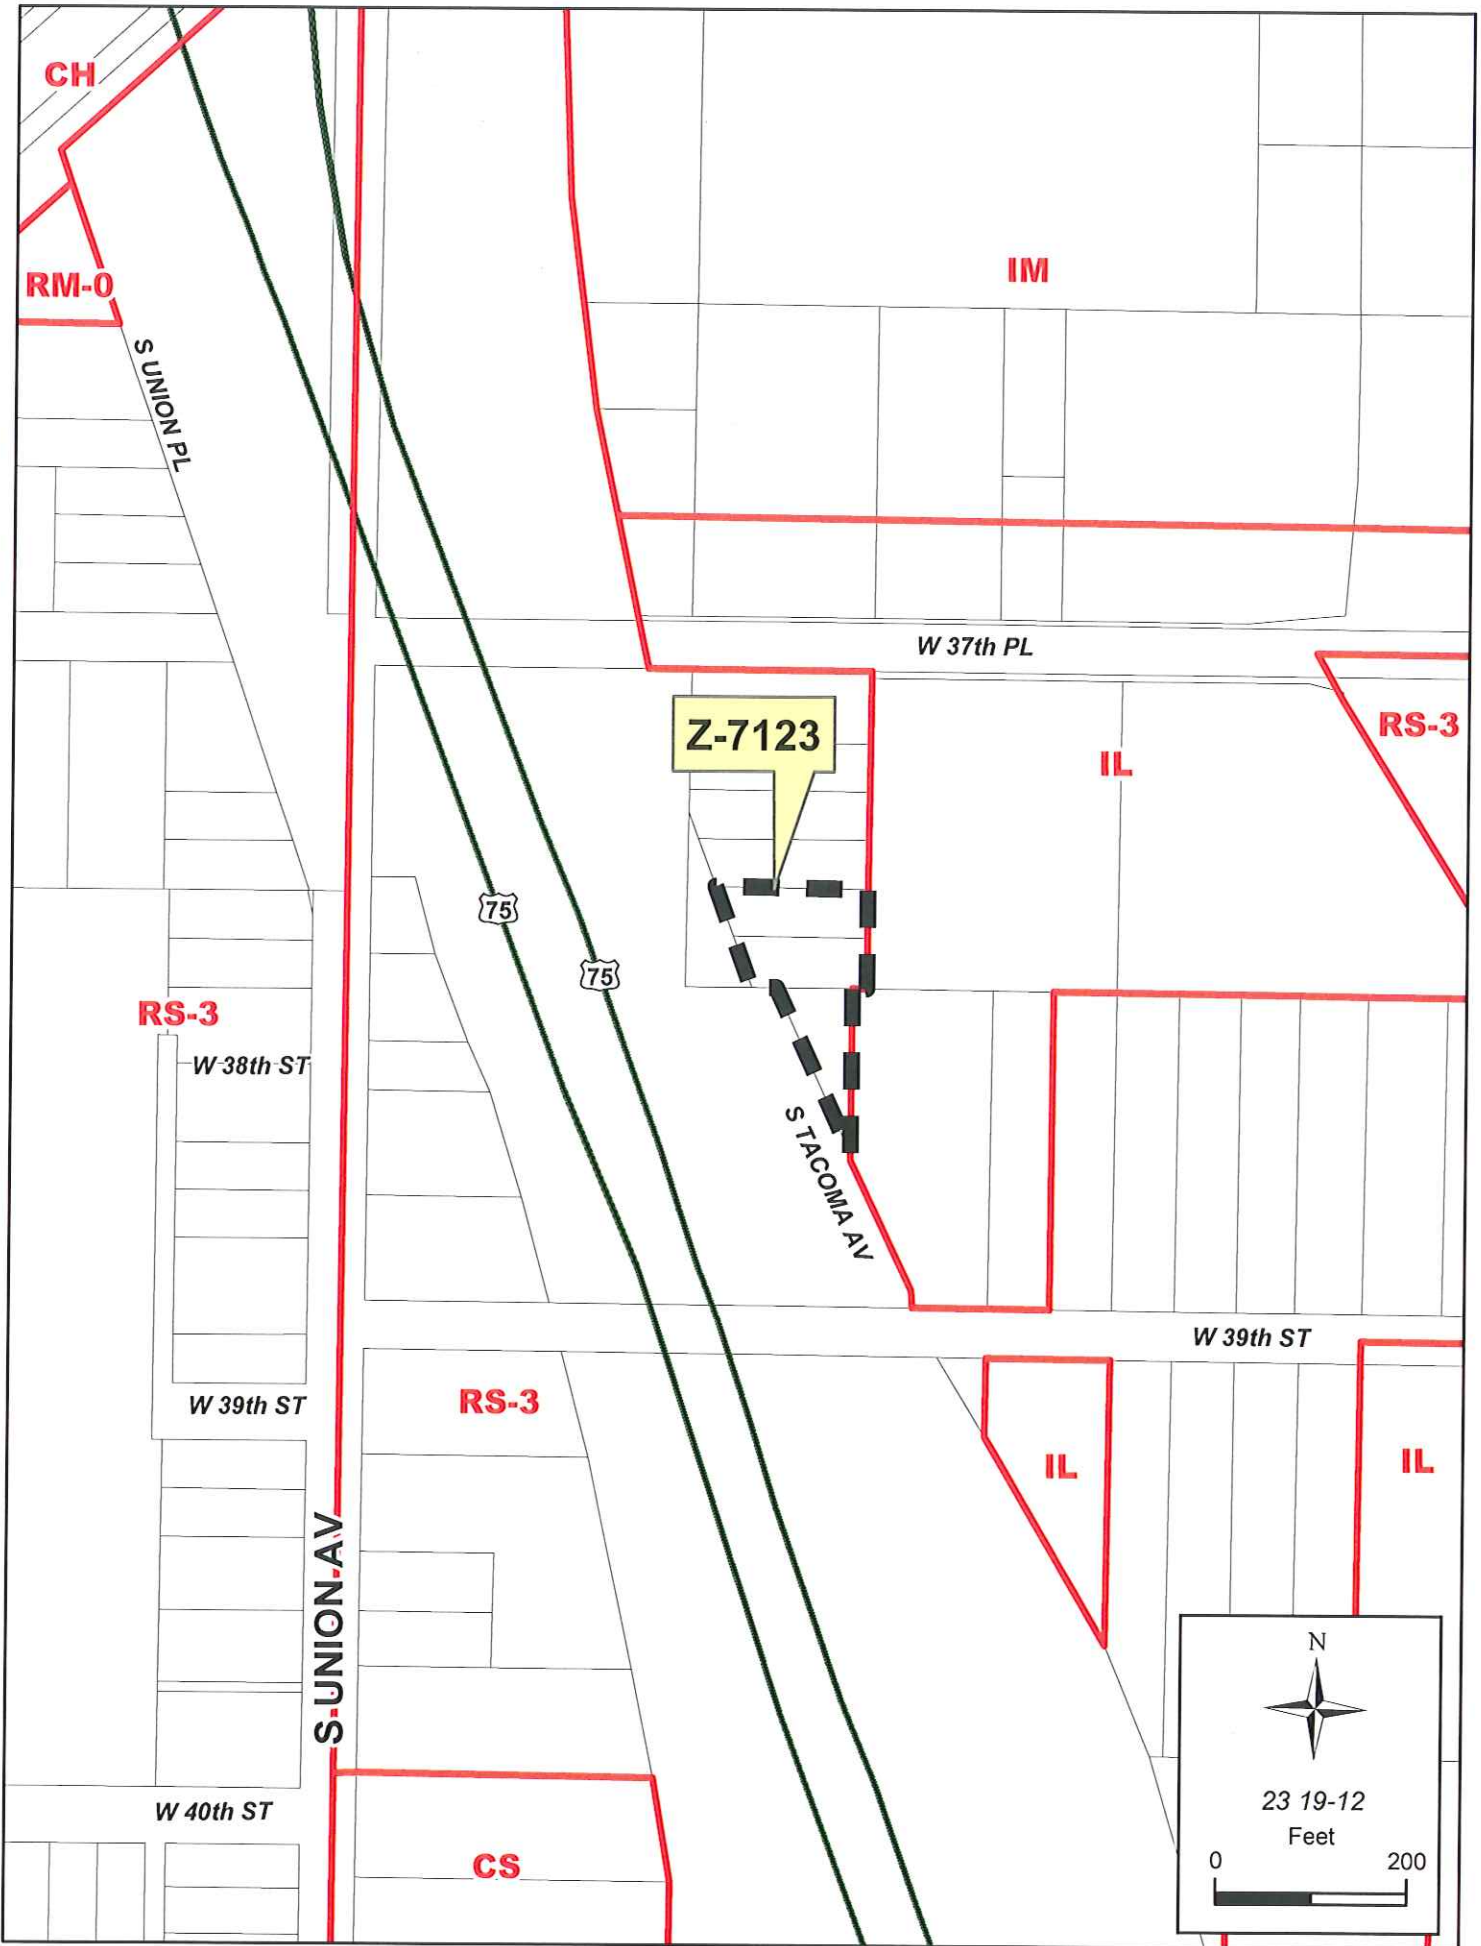 CH
IM
RM-0
S UNION PL
W 37th PL
Z-7123
RS-3
IL
75
75
RS-3
W 38th ST
S TACOMA AV
W 39th ST
W 39th ST
RS-3
IL
IL
S UNION AV
N
23 19-12
Feet
0 200
W 40th ST
CS